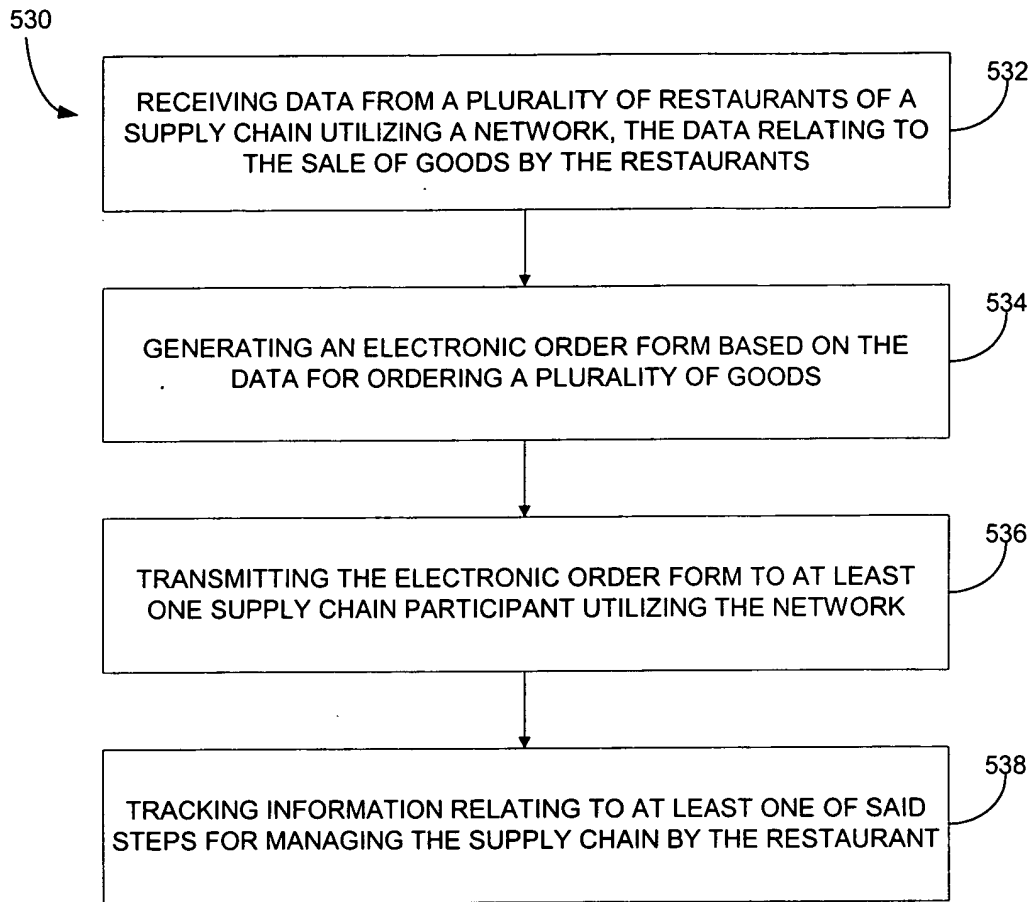 530
532
RECEIVING DATA FROM A PLURALITY OF RESTAURANTS OF A
SUPPLY CHAIN UTILIZING A NETWORK, THE DATA RELATING TO
THE SALE OF GOODS BY THE RESTAURANTS
534
GENERATING AN ELECTRONIC ORDER FORM BASED ON THE
DATA FOR ORDERING A PLURALITY OF GOODS
536
TRANSMITTING THE ELECTRONIC ORDER FORM TO AT LEAST
ONE SUPPLY CHAIN PARTICIPANT UTILIZING THE NETWORK
538
TRACKING INFORMATION RELATING TO AT LEAST ONE OF SAID
STEPS FOR MANAGING THE SUPPLY CHAIN BY THE RESTAURANT